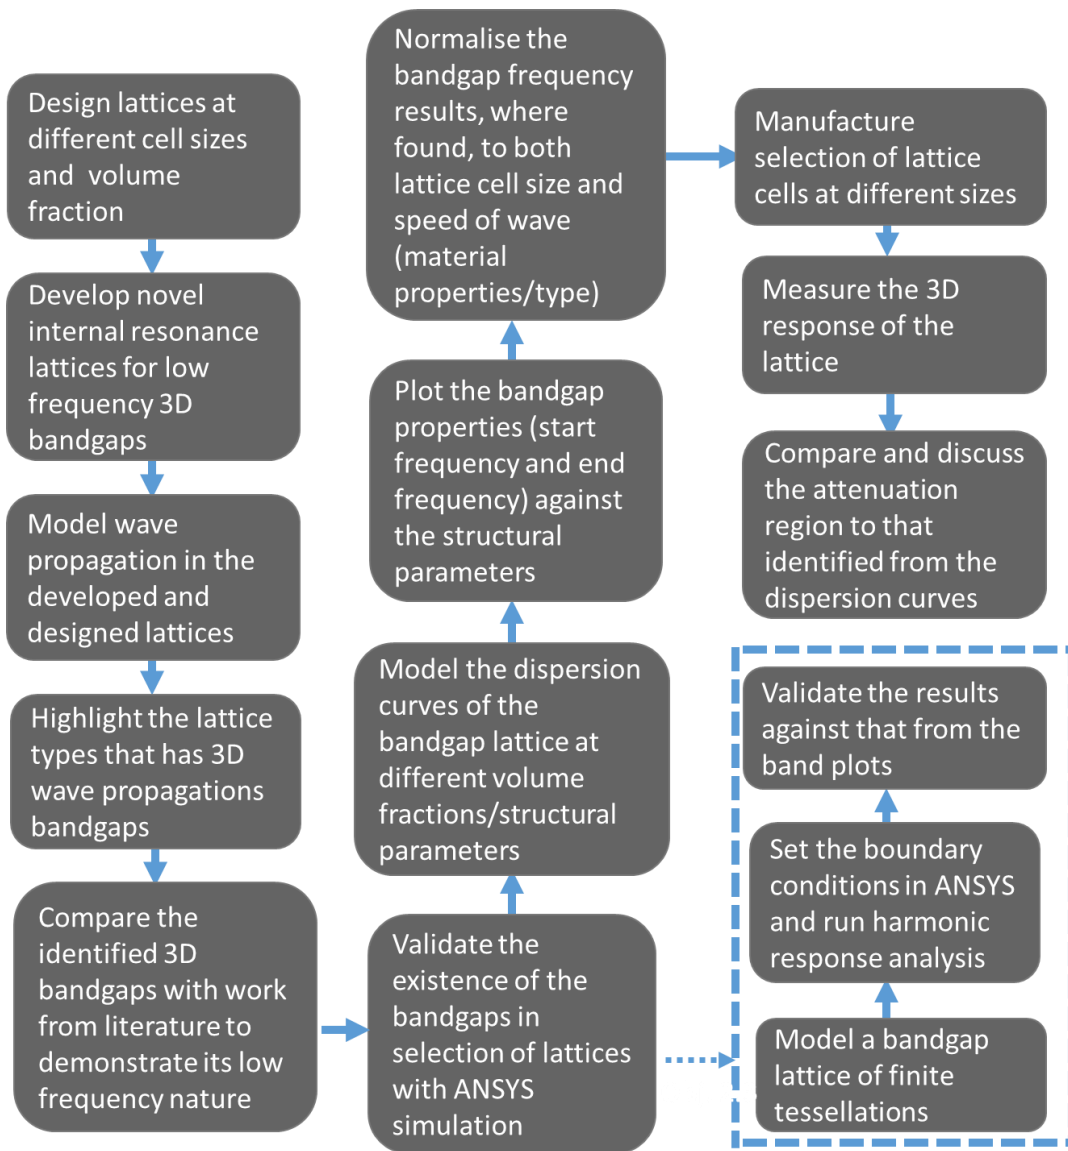 Design lattices at
different cell sizes
and volume
fraction
Develop novel
internal resonance
lattices for low
frequency 3D
bandgaps
Model wave
propagation in the
developed and
designed lattices
Highlight the lattice
types that has 3D
wave propagations
bandgaps
Compare the
identified 3D
bandgaps with work
from literature to
demonstrate its low
frequency nature
Validate the
existence of the
bandgaps in
selection of lattices
with ANSYS
simulation
Model the dispersion
curves of the
bandgap lattice at
different volume
fractions/structural
parameters
Plot the bandgap
properties (start
frequency and end
frequency) against
the structural
parameters
Normalise the
bandgap frequency
results, where
found, to both
lattice cell size and
speed of wave
(material
properties/type)
Manufacture
selection of lattice
cells at different sizes
Measure the 3D
response of the
lattice
Compare and discuss
the attenuation
region to that
identified from the
dispersion curves
Model a bandgap
lattice of finite
tessellations
Set the boundary
conditions in ANSYS
and run harmonic
response analysis
Validate the results
against that from the
band plots